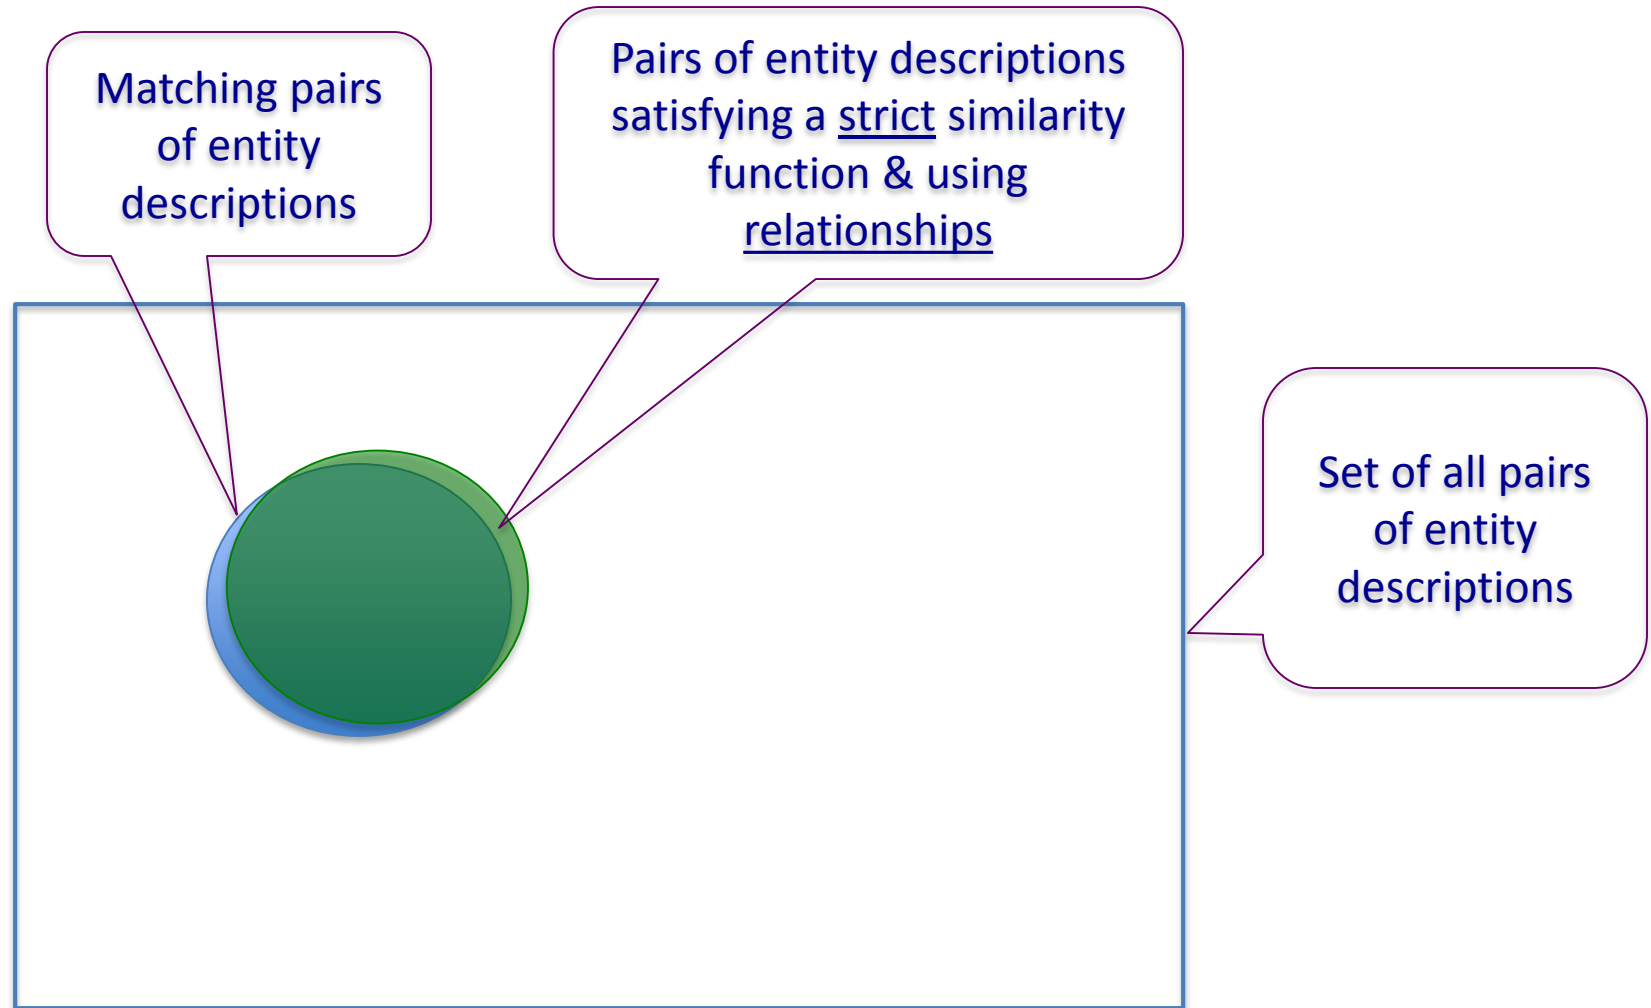 Matching pairs
of entity
descriptions
Pairs of entity descriptions
satisfying a strict similarity
function & using
relationships
Set of all pairs
of entity
descriptions